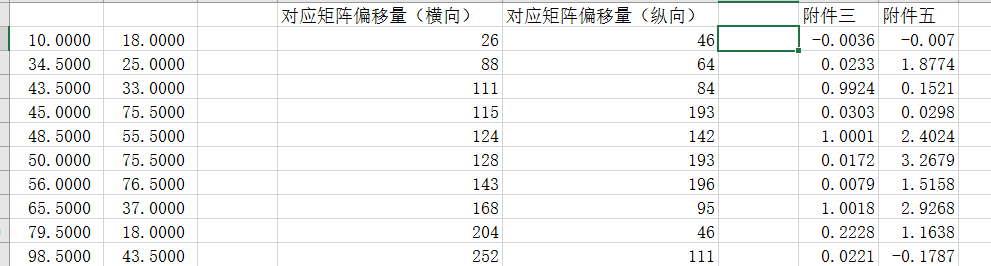 对应矩阵偏移量（横向） 对应矩阵偏移量（纵向） 附件三 附件五
10.0000 18.0000 26 46 -0.0036 -0.007
34.5000 25.0000 88 64 0.0233 1.8774
43.5000 33.0000 111 84 0.9924 0.1521
45.0000 75.5000 115 193 0.0303 0.0298
48.5000 55.5000 124 142 1.0001 2.4024
50.0000 75.5000 128 193 0.0172 3.2679
56.0000 76.5000 143 196 0.0079 1.5158
65.5000 37.0000 168 95 1.0018 2.9268
79.5000 18.0000 204 46 0.2228 1.1638
98.5000 43.5000 252 111 0.0221 -0.1787